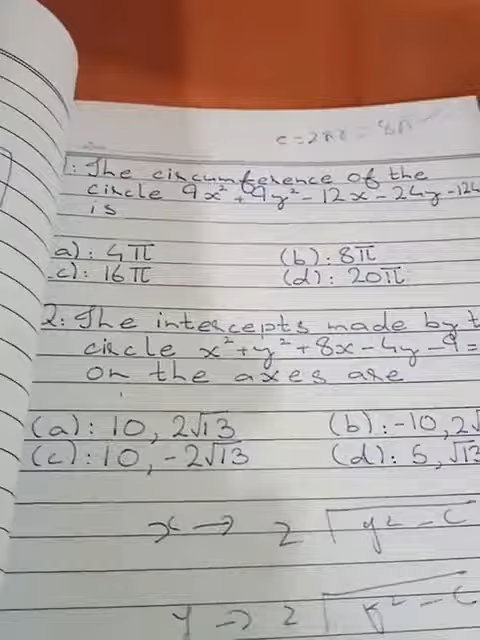 c=2πr = 8π
1: The circumference of the
circle 9x²+9y²-12x-24y-124
is
a): 4π (b): 8π
c): 16π (d): 20π
2: The intercepts made by t
circle x²+y²+8x-4y-9=
on the axes are
(a): 10, 2√13 (b): -10, 2√
(c): 10, -2√13 (d): 5, √13
x → 2√g²-c
y → 2√f²-c